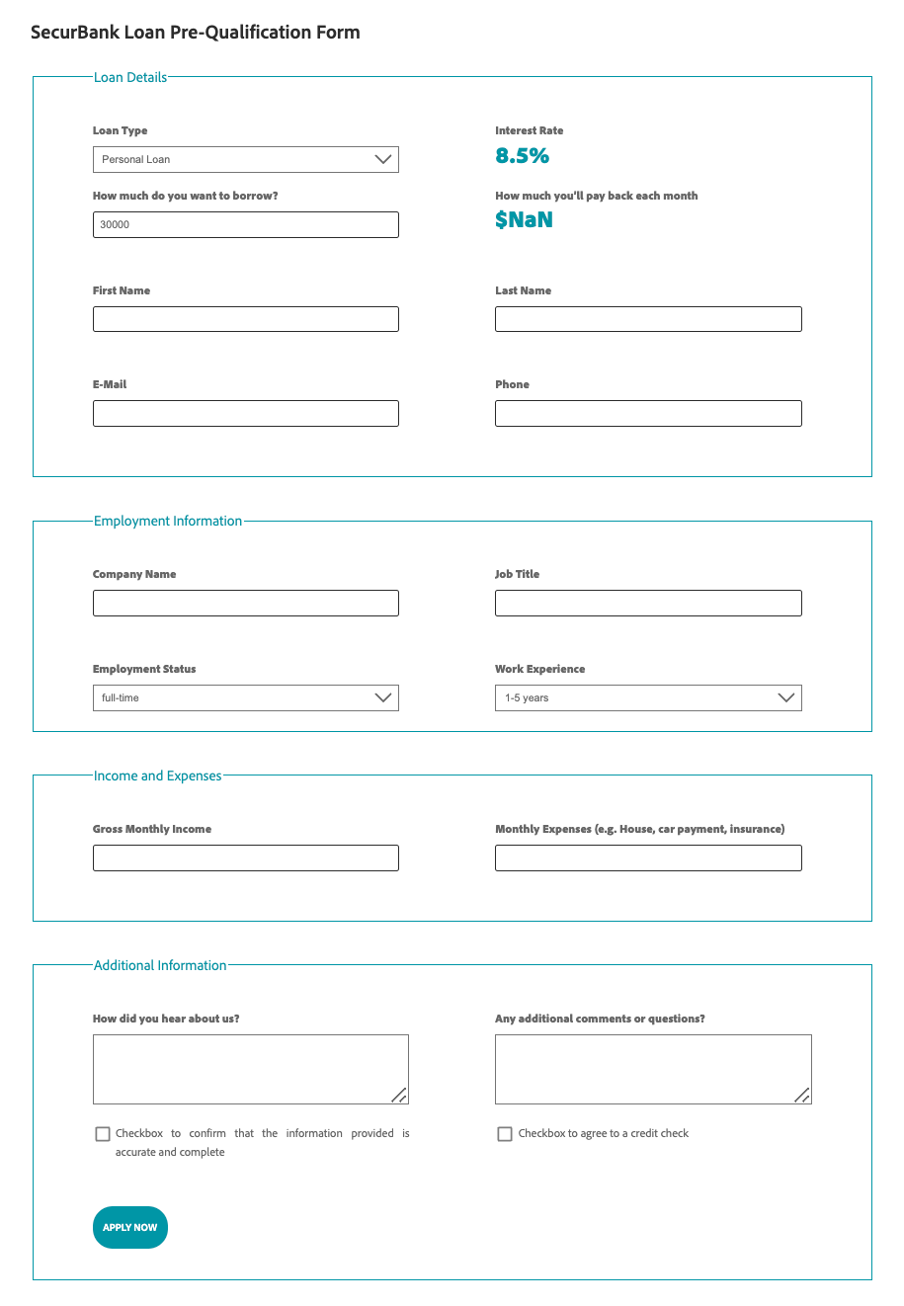 SecurBank Loan Pre-Qualification Form
Loan Details
Loan Type
Interest Rate
Personal Loan
8.5%
How much do you want to borrow?
How much you'll pay back each month
30000
$NaN
First Name
Last Name
E-Mail
Phone
Employment Information
Company Name
Job Title
Employment Status
Work Experience
full-time
1-5 years
Income and Expenses
Gross Monthly Income
Monthly Expenses (e.g. House, car payment, insurance)
Additional Information
How did you hear about us?
Any additional comments or questions?
Checkbox to confirm that the information provided is
accurate and complete
Checkbox to agree to a credit check
APPLY NOW